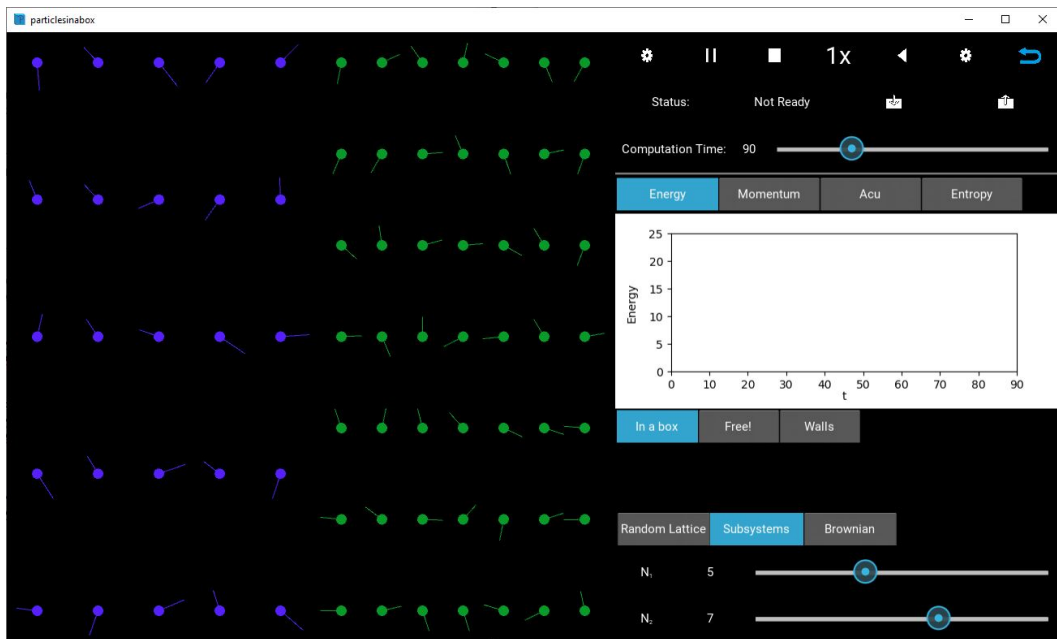 particlesinabox
1x
Status: Not Ready
Computation Time: 90
Energy Momentum Acu Entropy
25
20
15
10
5
0
Energy
0 10 20 30 40 50 60 70 80 90
t
In a box Free! Walls
Random Lattice Subsystems Brownian
N₁ 5
N₂ 7